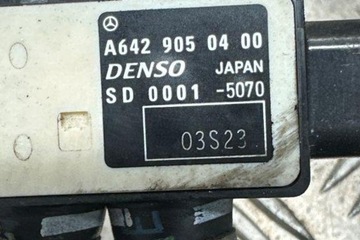 A642 905 04 00
DENSO JAPAN
SD 0001 -5070
03S23